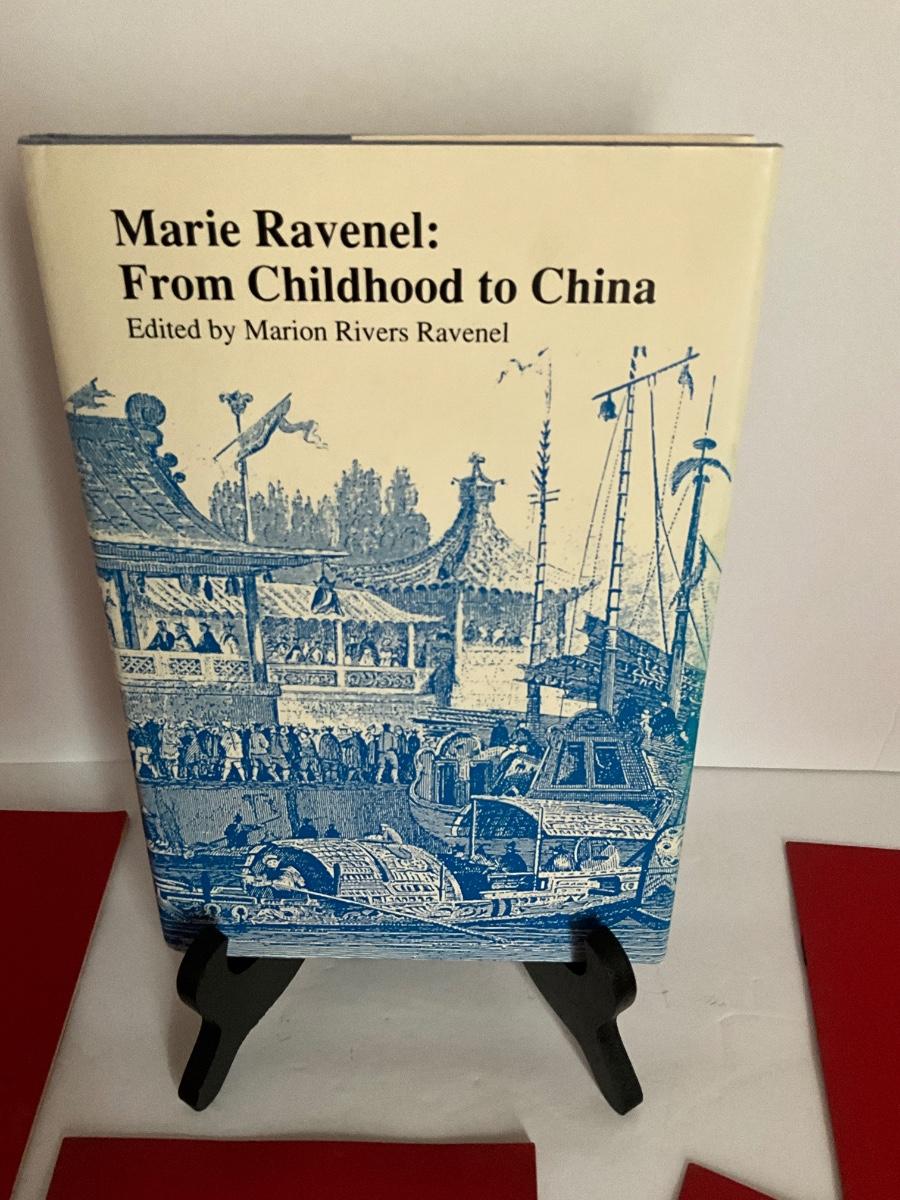 Marie Ravenel:
From Childhood to China
Edited by Marion Rivers Ravenel